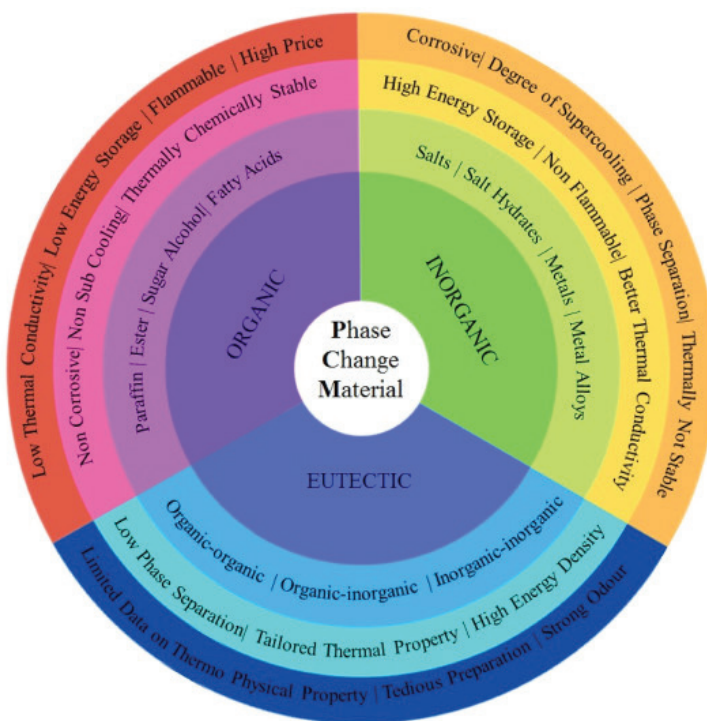 Phase
Change
Material
ORGANIC
Paraffin | Ester | Sugar Alcohol| Fatty Acids
Non Corrosive| Non Sub Cooling| Thermally Chemically Stable
Low Thermal Conductivity| Low Energy Storage | Flammable | High Price
INORGANIC
Salts | Salt Hydrates | Metals | Metal Alloys
High Energy Storage | Non Flammable| Better Thermal Conductivity
Corrosive| Degree of Supercooling | Phase Separation| Thermally Not Stable
EUTECTIC
Organic-organic | Organic-inorganic | Inorganic-inorganic
Low Phase Separation| Tailored Thermal Property | High Energy Density
Limited Data on Thermo Physical Property | Tedious Preparation | Strong Odour